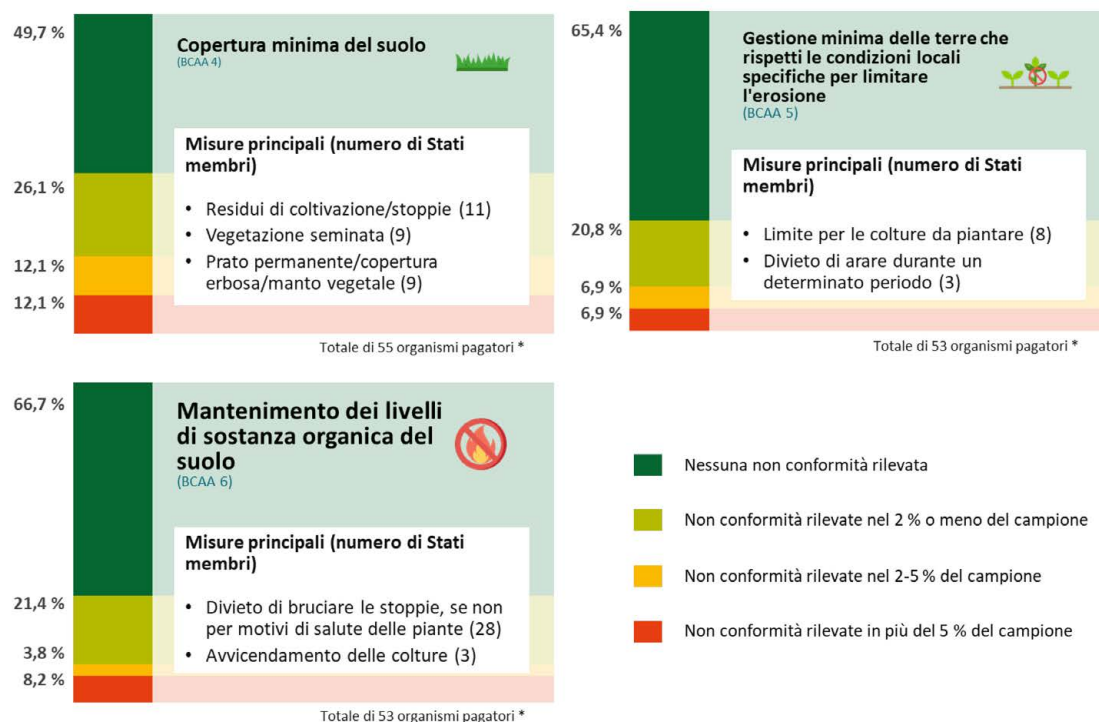 49,7 %
Copertura minima del suolo
(BCAA 4)
Misure principali (numero di Stati
membri)
26,1 %
• Residui di coltivazione/stoppie (11)
• Vegetazione seminata (9)
12,1 %
• Prato permanente/copertura
erbosa/manto vegetale (9)
12,1 %
Totale di 55 organismi pagatori *
65,4 %
Gestione minima delle terre che
rispetti le condizioni locali
specifiche per limitare
l'erosione
(BCAA 5)
Misure principali (numero di Stati
membri)
20,8 %
• Limite per le colture da piantare (8)
• Divieto di arare durante un
determinato periodo (3)
6,9 %
6,9 %
Totale di 53 organismi pagatori *
66,7 %
Mantenimento dei livelli
di sostanza organica del
suolo
(BCAA 6)
Misure principali (numero di Stati
membri)
21,4 %
• Divieto di bruciare le stoppie, se non
per motivi di salute delle piante (28)
3,8 %
• Avvicendamento delle colture (3)
8,2 %
Totale di 53 organismi pagatori *
Nessuna non conformità rilevata
Non conformità rilevate nel 2 % o meno del campione
Non conformità rilevate nel 2-5 % del campione
Non conformità rilevate in più del 5 % del campione